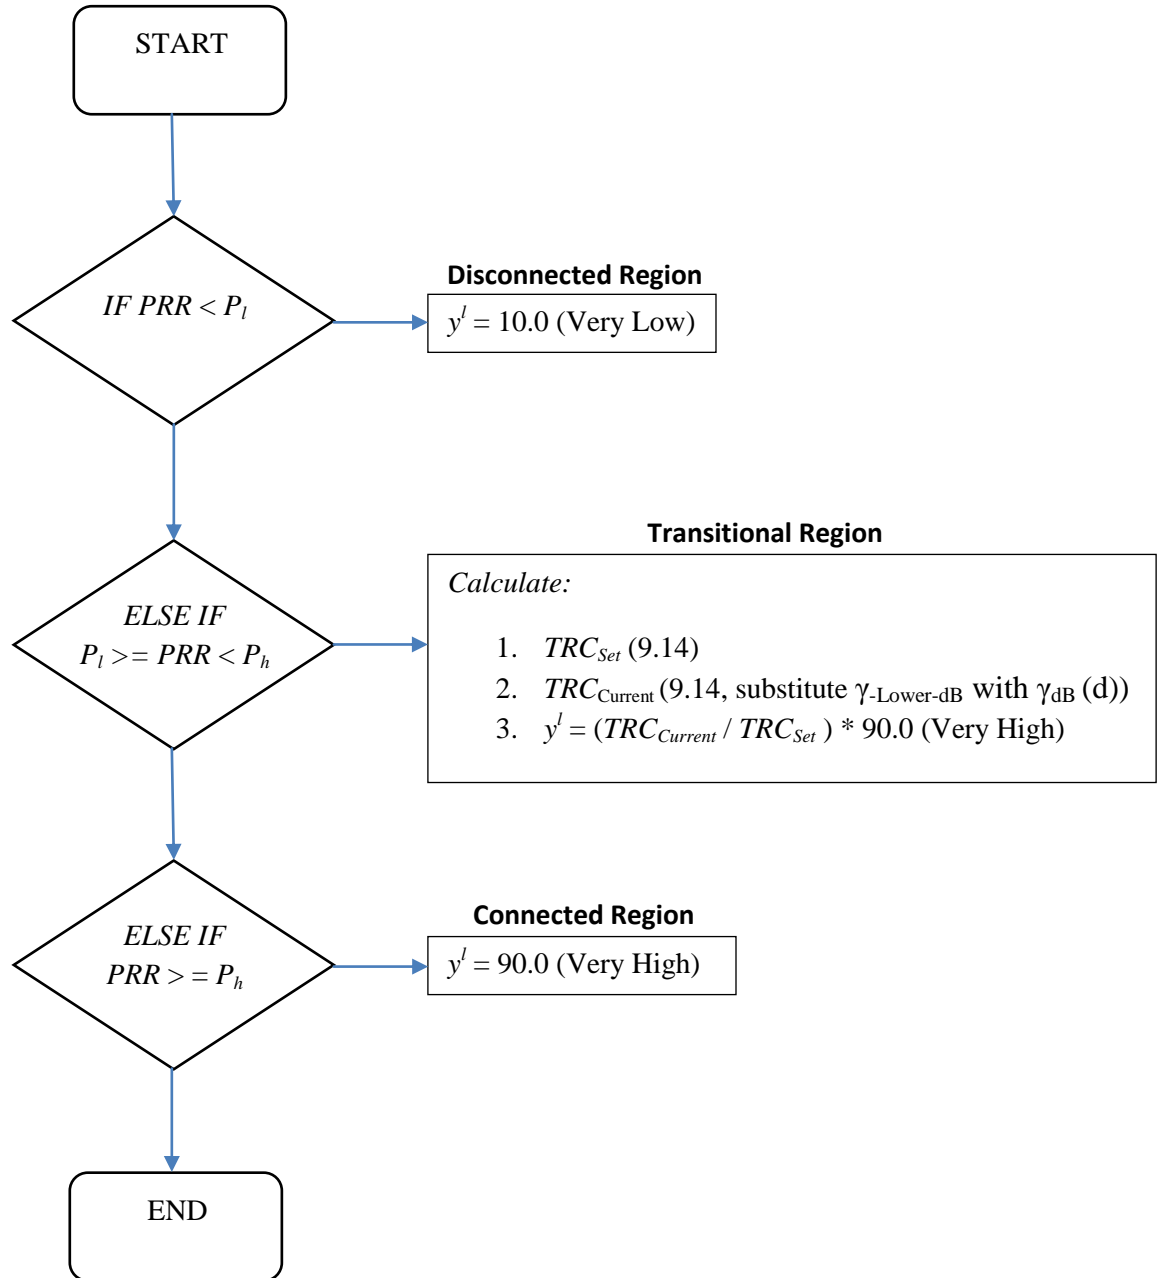 START
IF PRR < Pl
Disconnected Region
yl = 10.0 (Very Low)
ELSE IF
Pl >= PRR < Ph
Transitional Region
Calculate:
1. TRCSet (9.14)
2. TRCCurrent (9.14, substitute γ-Lower-dB with γdB (d))
3. yl = (TRCCurrent / TRCSet ) * 90.0 (Very High)
ELSE IF
PRR > = Ph
Connected Region
yl = 90.0 (Very High)
END